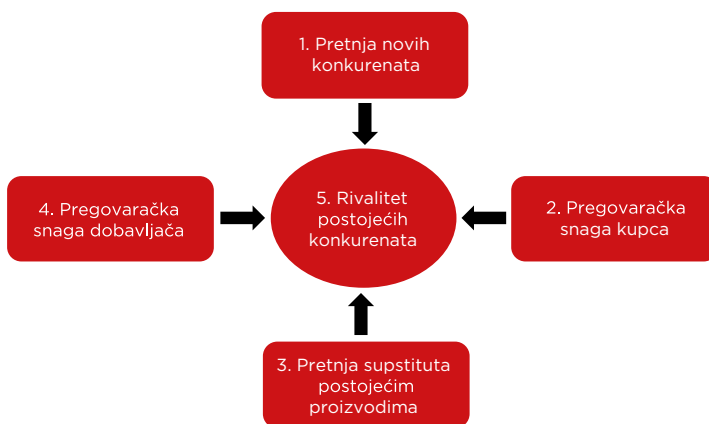 1. Pretnja novih
konkurenata
4. Pregovaračka
snaga dobavljača
5. Rivalitet
postojećih
konkurenata
2. Pregovaračka
snaga kupca
3. Pretnja supstituta
postojećim
proizvodima